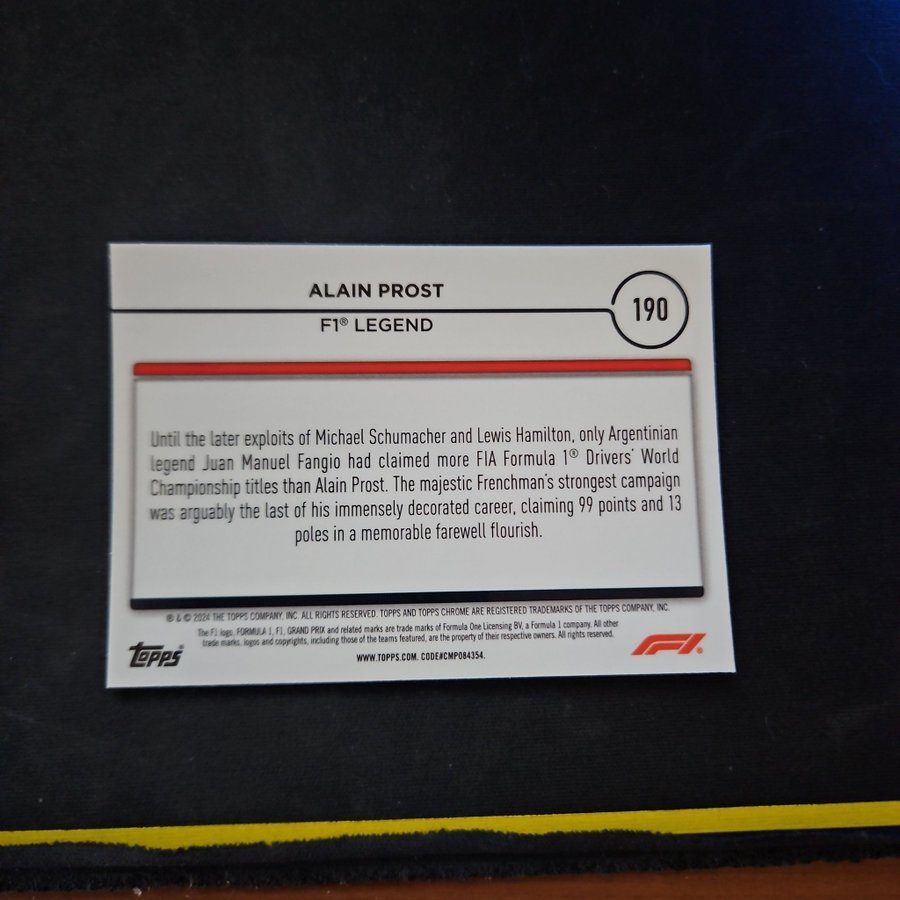 ALAIN PROST
190
F1® LEGEND
Until the later exploits of Michael Schumacher and Lewis Hamilton, only Argentinian
legend Juan Manuel Fangio had claimed more FIA Formula 1® Drivers' World
Championship titles than Alain Prost. The majestic Frenchman's strongest campaign
was arguably the last of his immensely decorated career, claiming 99 points and 13
poles in a memorable farewell flourish.
® & © 2024 THE TOPPS COMPANY, INC. ALL RIGHTS RESERVED. TOPPS AND TOPPS CHROME ARE REGISTERED TRADEMARKS OF THE TOPPS COMPANY, INC.
The F1 logo, FORMULA 1, F1, GRAND PRIX and related marks are trade marks of Formula One Licensing BV, a Formula 1 company. All other
trade marks, logos and copyrights, including those of the teams featured, are the property of their respective owners. All rights reserved.
WWW.TOPPS.COM. CODE#CMP084354.
Topps®
F1®